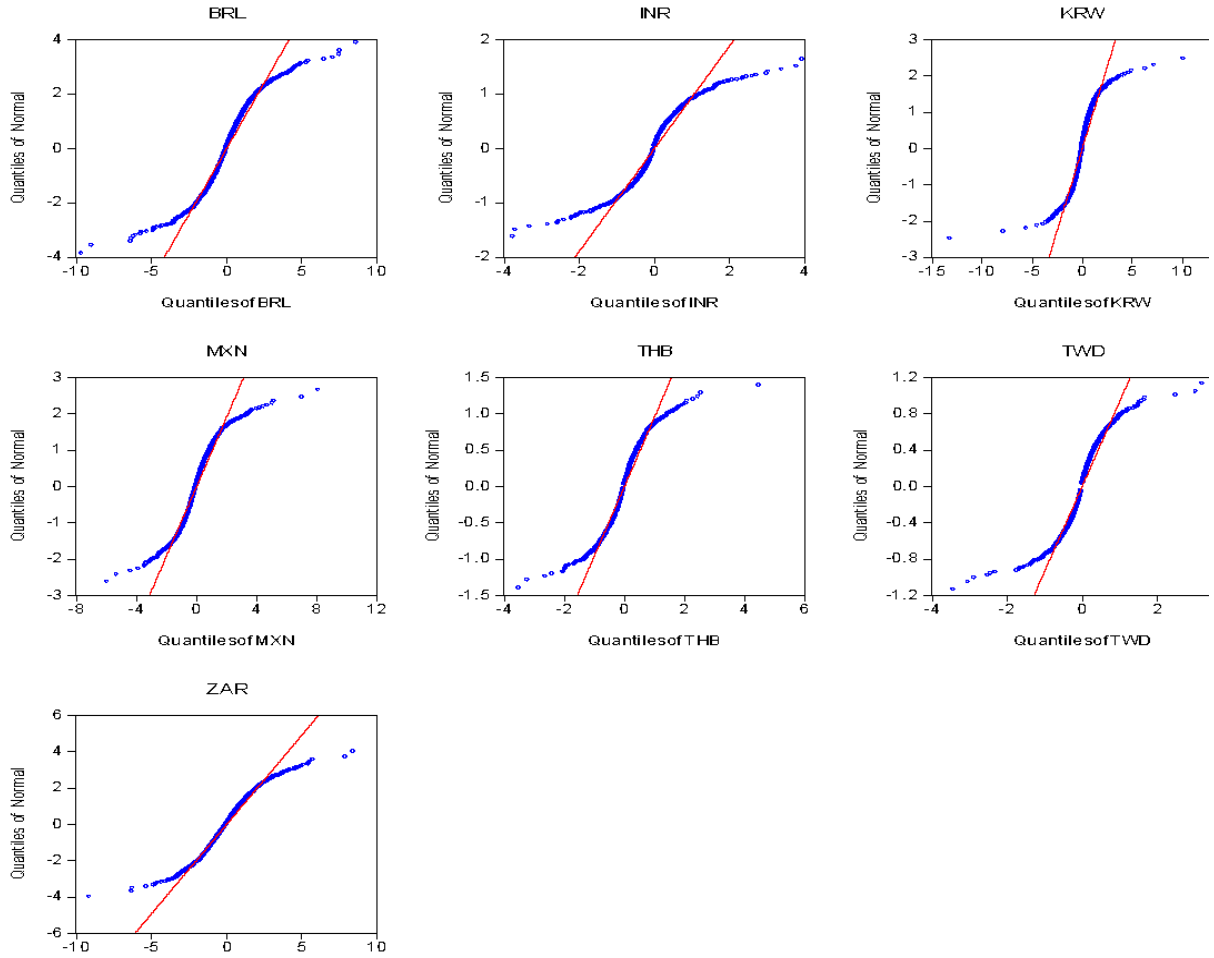 BRL
INR
KRW
4
2
0
-2
-4
Quantiles of Normal
-10 -5 0 5 10
Quantiles of BRL
2
1
0
-1
-2
Quantiles of Normal
-4 -2 0 2 4
Quantiles of INR
3
2
1
0
-1
-2
-3
Quantiles of Normal
-15 -10 -5 0 5 10
Quantiles of KRW
MXN
THB
TWD
3
2
1
0
-1
-2
-3
Quantiles of Normal
-8 -4 0 4 8 12
Quantiles of MXN
1.5
1.0
0.5
0.0
-0.5
-1.0
-1.5
Quantiles of Normal
-4 -2 0 2 4 6
Quantiles of THB
1.2
0.8
0.4
0.0
-0.4
-0.8
-1.2
Quantiles of Normal
-4 -2 0 2
Quantiles of TWD
ZAR
6
4
2
0
-2
-4
-6
Quantiles of Normal
-10 -5 0 5 10